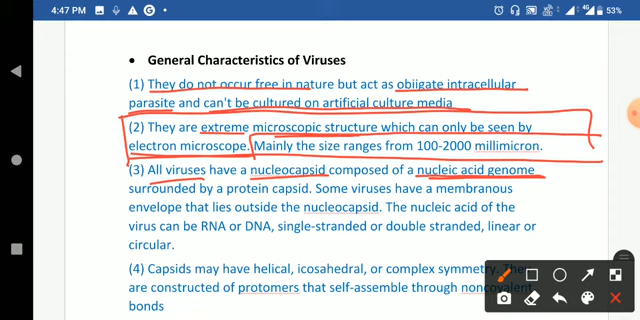 4:47 PM
4G
53%
General Characteristics of Viruses
(1) They do not occur free in nature but act as obligate intracellular
parasite and can't be cultured on artificial culture media
(2) They are extreme microscopic structure which can only be seen by
electron microscope. Mainly the size ranges from 100-2000 millimicron.
(3) All viruses have a nucleocapsid composed of a nucleic acid genome
surrounded by a protein capsid. Some viruses have a membranous
envelope that lies outside the nucleocapsid. The nucleic acid of the
virus can be RNA or DNA, single-stranded or double stranded, linear or
circular.
(4) Capsids may have helical, icosahedral, or complex symmetry. They
are constructed of protomers that self-assemble through noncovalent
bonds